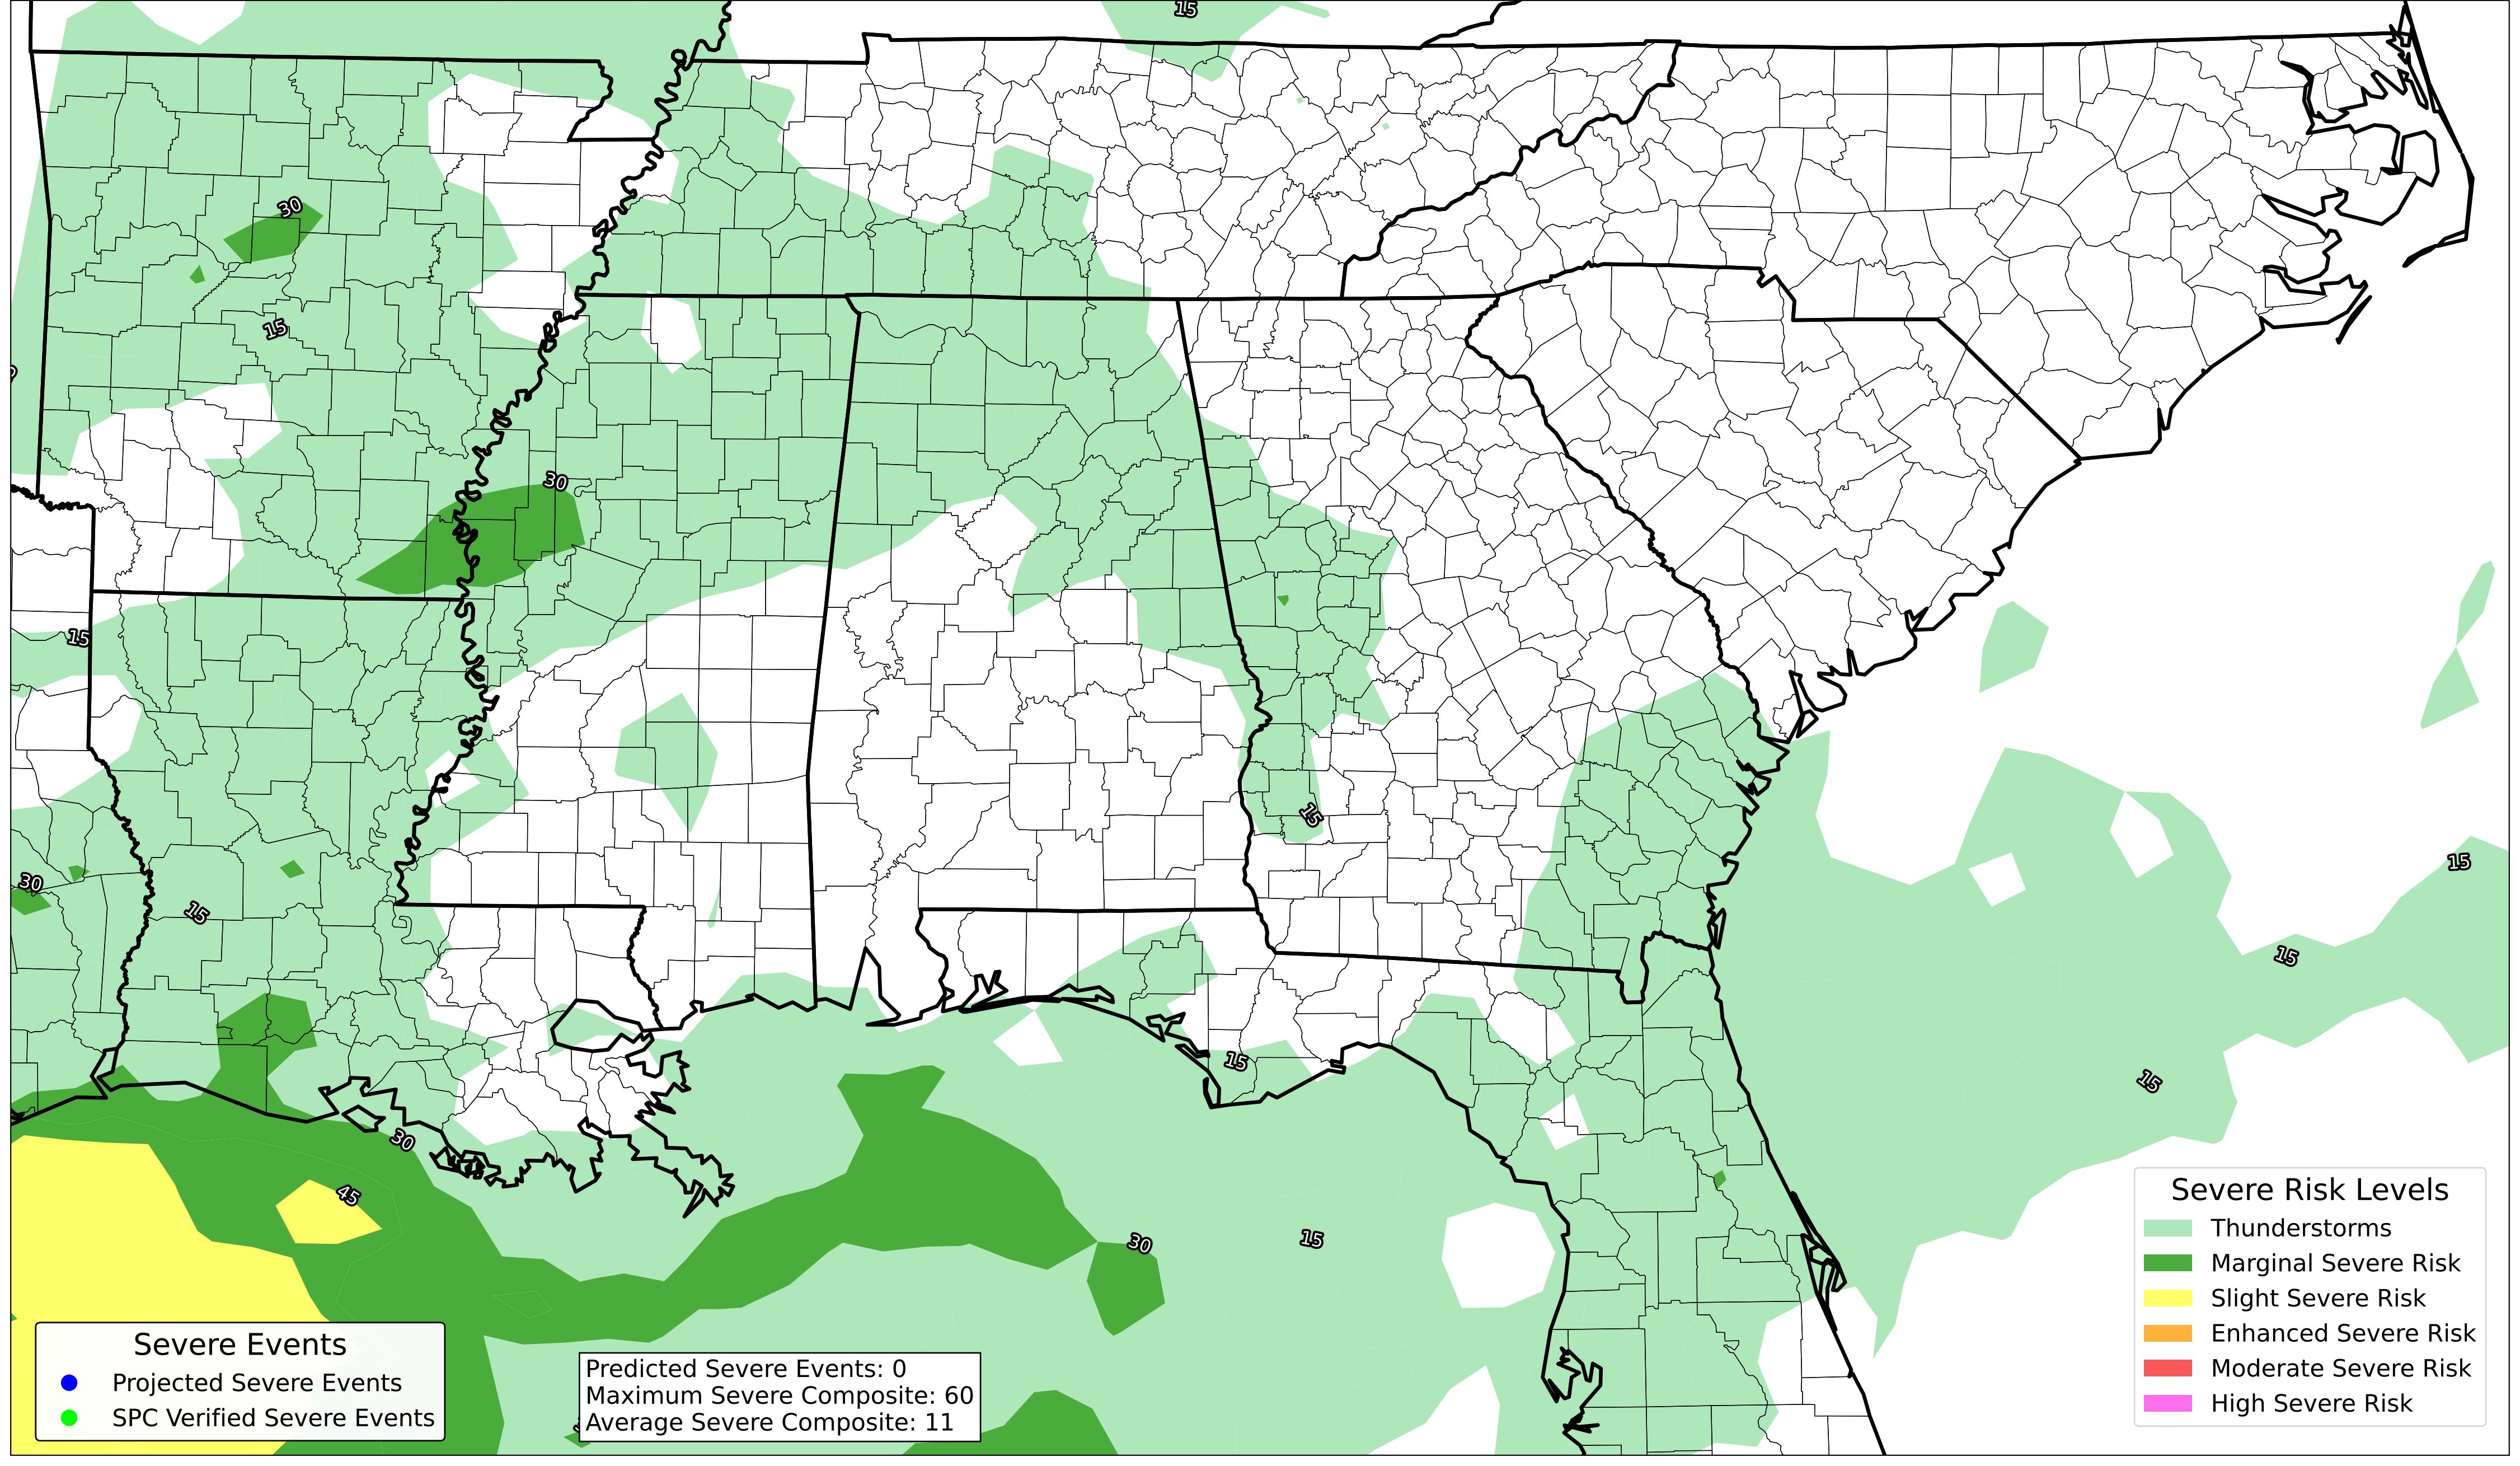 15
30
15
30
15
15
30
15
15
15
15
15
30
45
30
15
Severe Events
Projected Severe Events
SPC Verified Severe Events
Predicted Severe Events: 0
Maximum Severe Composite: 60
Average Severe Composite: 11
Severe Risk Levels
Thunderstorms
Marginal Severe Risk
Slight Severe Risk
Enhanced Severe Risk
Moderate Severe Risk
High Severe Risk